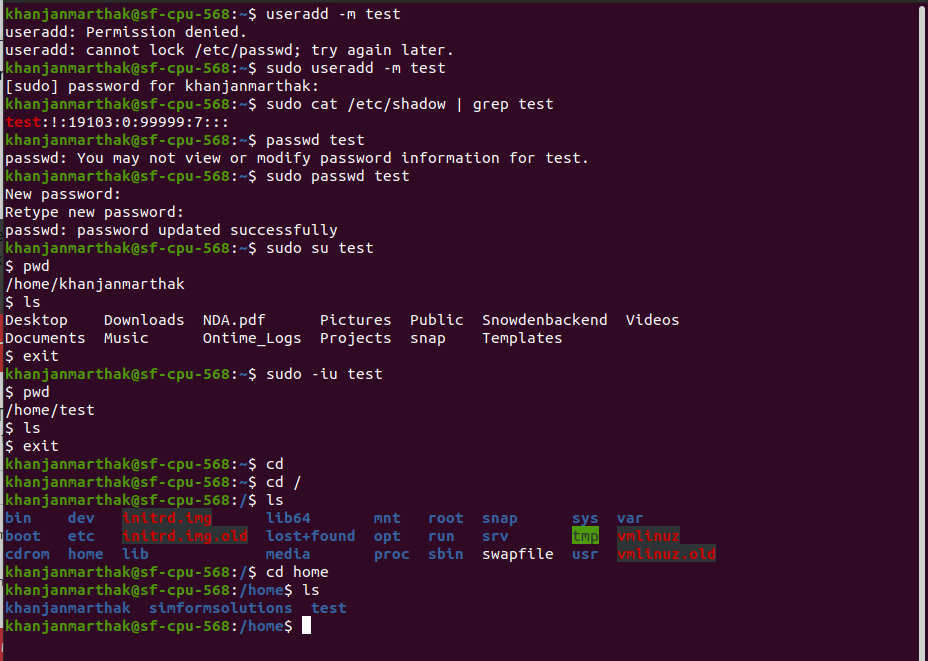 khanjanmarthak@sf-cpu-568:~$ useradd -m test
useradd: Permission denied.
useradd: cannot lock /etc/passwd; try again later.
khanjanmarthak@sf-cpu-568:~$ sudo useradd -m test
[sudo] password for khanjanmarthak:
khanjanmarthak@sf-cpu-568:~$ sudo cat /etc/shadow | grep test
test:!:19103:0:99999:7:::
khanjanmarthak@sf-cpu-568:~$ passwd test
passwd: You may not view or modify password information for test.
khanjanmarthak@sf-cpu-568:~$ sudo passwd test
New password:
Retype new password:
passwd: password updated successfully
khanjanmarthak@sf-cpu-568:~$ sudo su test
$ pwd
/home/khanjanmarthak
$ ls
Desktop    Downloads  NDA.pdf      Pictures  Public  Snowdenbackend  Videos
Documents  Music      Ontime_Logs  Projects  snap    Templates
$ exit
khanjanmarthak@sf-cpu-568:~$ sudo -iu test
$ pwd
/home/test
$ ls
$ exit
khanjanmarthak@sf-cpu-568:~$ cd
khanjanmarthak@sf-cpu-568:~$ cd /
khanjanmarthak@sf-cpu-568:/$ ls
bin    dev   initrd.img      lib64       mnt   root  snap      sys  var
boot   etc   initrd.img.old  lost+found  opt   run   srv       tmp  vmlinuz
cdrom  home  lib             media       proc  sbin  swapfile  usr  vmlinuz.old
khanjanmarthak@sf-cpu-568:/$ cd home
khanjanmarthak@sf-cpu-568:/home$ ls
khanjanmarthak  simformsolutions  test
khanjanmarthak@sf-cpu-568:/home$